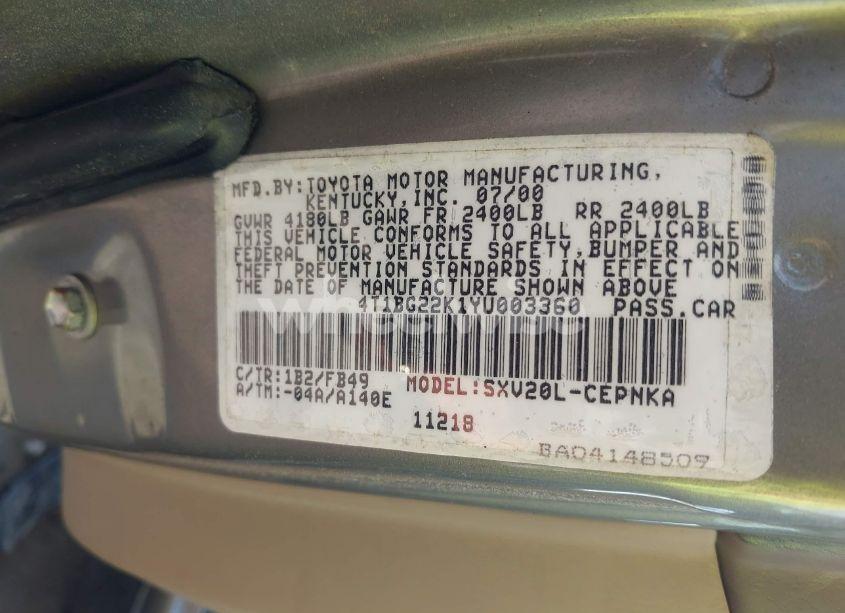 MFD.BY:TOYOTA MOTOR MANUFACTURING,
KENTUCKY,INC. 07/00
GVWR 4180LB GAWR FR 2400LB RR 2400LB
THIS VEHICLE CONFORMS TO ALL APPLICABLE
FEDERAL MOTOR VEHICLE SAFETY,BUMPER AND
THEFT PREVENTION STANDARDS IN EFFECT ON
THE DATE OF MANUFACTURE SHOWN ABOVE
4T1BG22K1YU003360 PASS.CAR
wheelwise
C/TR:1B2/FB49 MODEL:SXV20L-CEPNKA
A/TM:-04A/A140E
11218
BA04148509